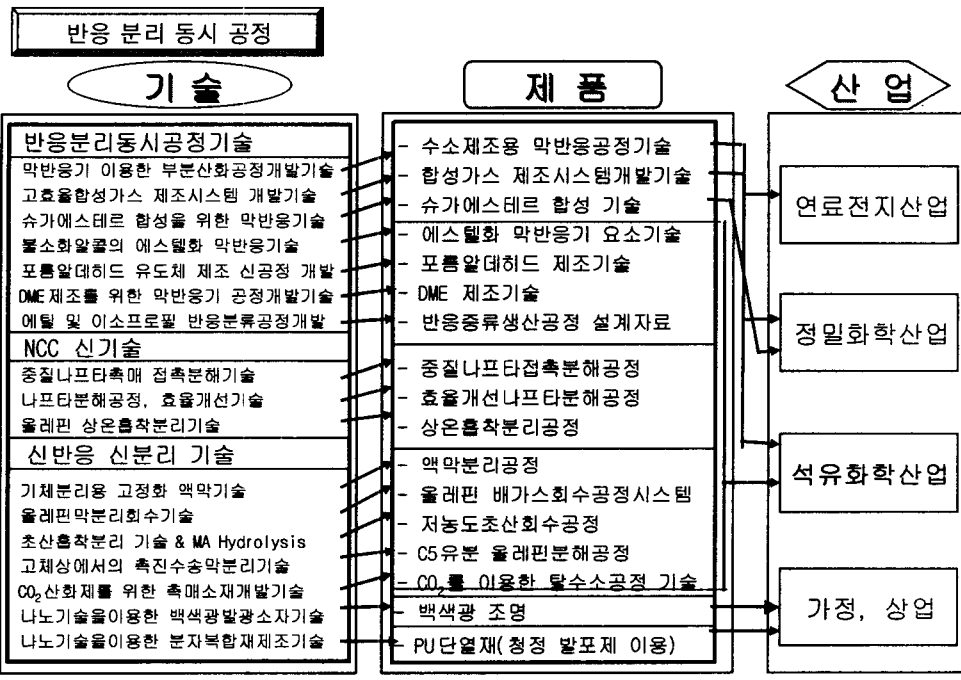 반응 분리 동시 공정
기 술
제 품
산 업
반응분리동시공정기술
막반응기 이용한 부분산화공정개발기술
고효율합성가스 제조시스템 개발기술
슈가에스테르 합성을 위한 막반응기술
불소화알콜의 에스텔화 막반응기술
포름알데히드 유도체 제조 신공정 개발
DME제조를 위한 막반응기 공정개발기술
에틸 및 이소프로필 반응분류공정개발
NCC 신기술
중질나프타촉매 접촉분해기술
나프타분해공정, 효율개선기술
올레핀 상온흡착분리기술
신반응 신분리 기술
기체분리용 고정화 액막기술
올레핀막분리회수기술
초산흡착분리 기술 & MA Hydrolysis
고체상에서의 촉진수송막분리기술
CO₂산화제를 위한 촉매소재개발기술
나노기술을이용한 백색광발광소자기술
나노기술을이용한 분자복합재제조기술
- 수소제조용 막반응공정기술
- 합성가스 제조시스템개발기술
- 슈가에스테르 합성 기술
- 에스텔화 막반응기 요소기술
- 포름알데히드 제조기술
- DME 제조기술
- 반응중류생산공정 설계자료
- 중질나프타접촉분해공정
- 효율개선나프타분해공정
- 상온흡착분리공정
- 액막분리공정
- 올레핀 배가스회수공정시스템
- 저농도초산회수공정
- C5유분 올레핀분해공정
- CO₂를 이용한 탈수소공정 기술
- 백색광 조명
- PU단열재(청정 발포제 이용)
연료전지산업
정밀화학산업
석유화학산업
가정, 상업